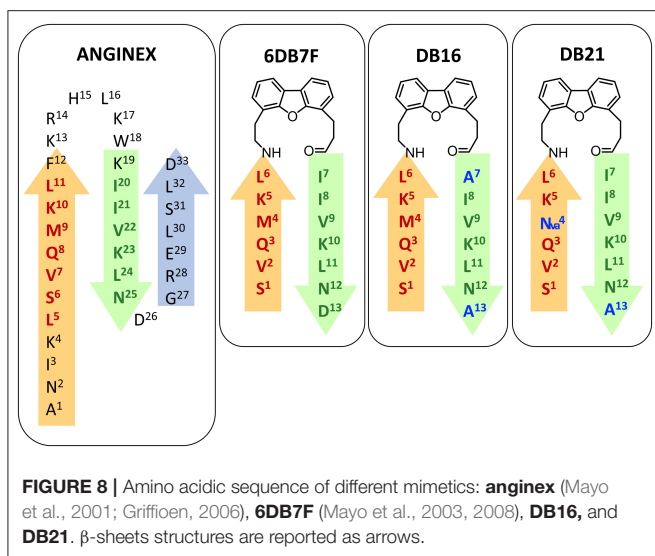 ANGINEX
H15 L16
R14 K17
K13 W18
F12 K19 D33
L11 I20 L32
K10 I21 S31
M9 V22 L30
Q8 K23 E29
V7 L24 R28
S6 N25 G27
L5 D26
K4
I3
N2
A1
6DB7F
O
NH O
L6 I7
K5 I8
M4 V9
Q3 K10
V2 L11
S1 N12
D13
DB16
O
NH O
L6 A7
K5 I8
M4 V9
Q3 K10
V2 L11
S1 N12
A13
DB21
O
NH O
L6 I7
K5 I8
Nva4 V9
Q3 K10
V2 L11
S1 N12
A13
FIGURE 8 | Amino acidic sequence of different mimetics: anginex (Mayo
et al., 2001; Griffioen, 2006), 6DB7F (Mayo et al., 2003, 2008), DB16, and
DB21. β-sheets structures are reported as arrows.